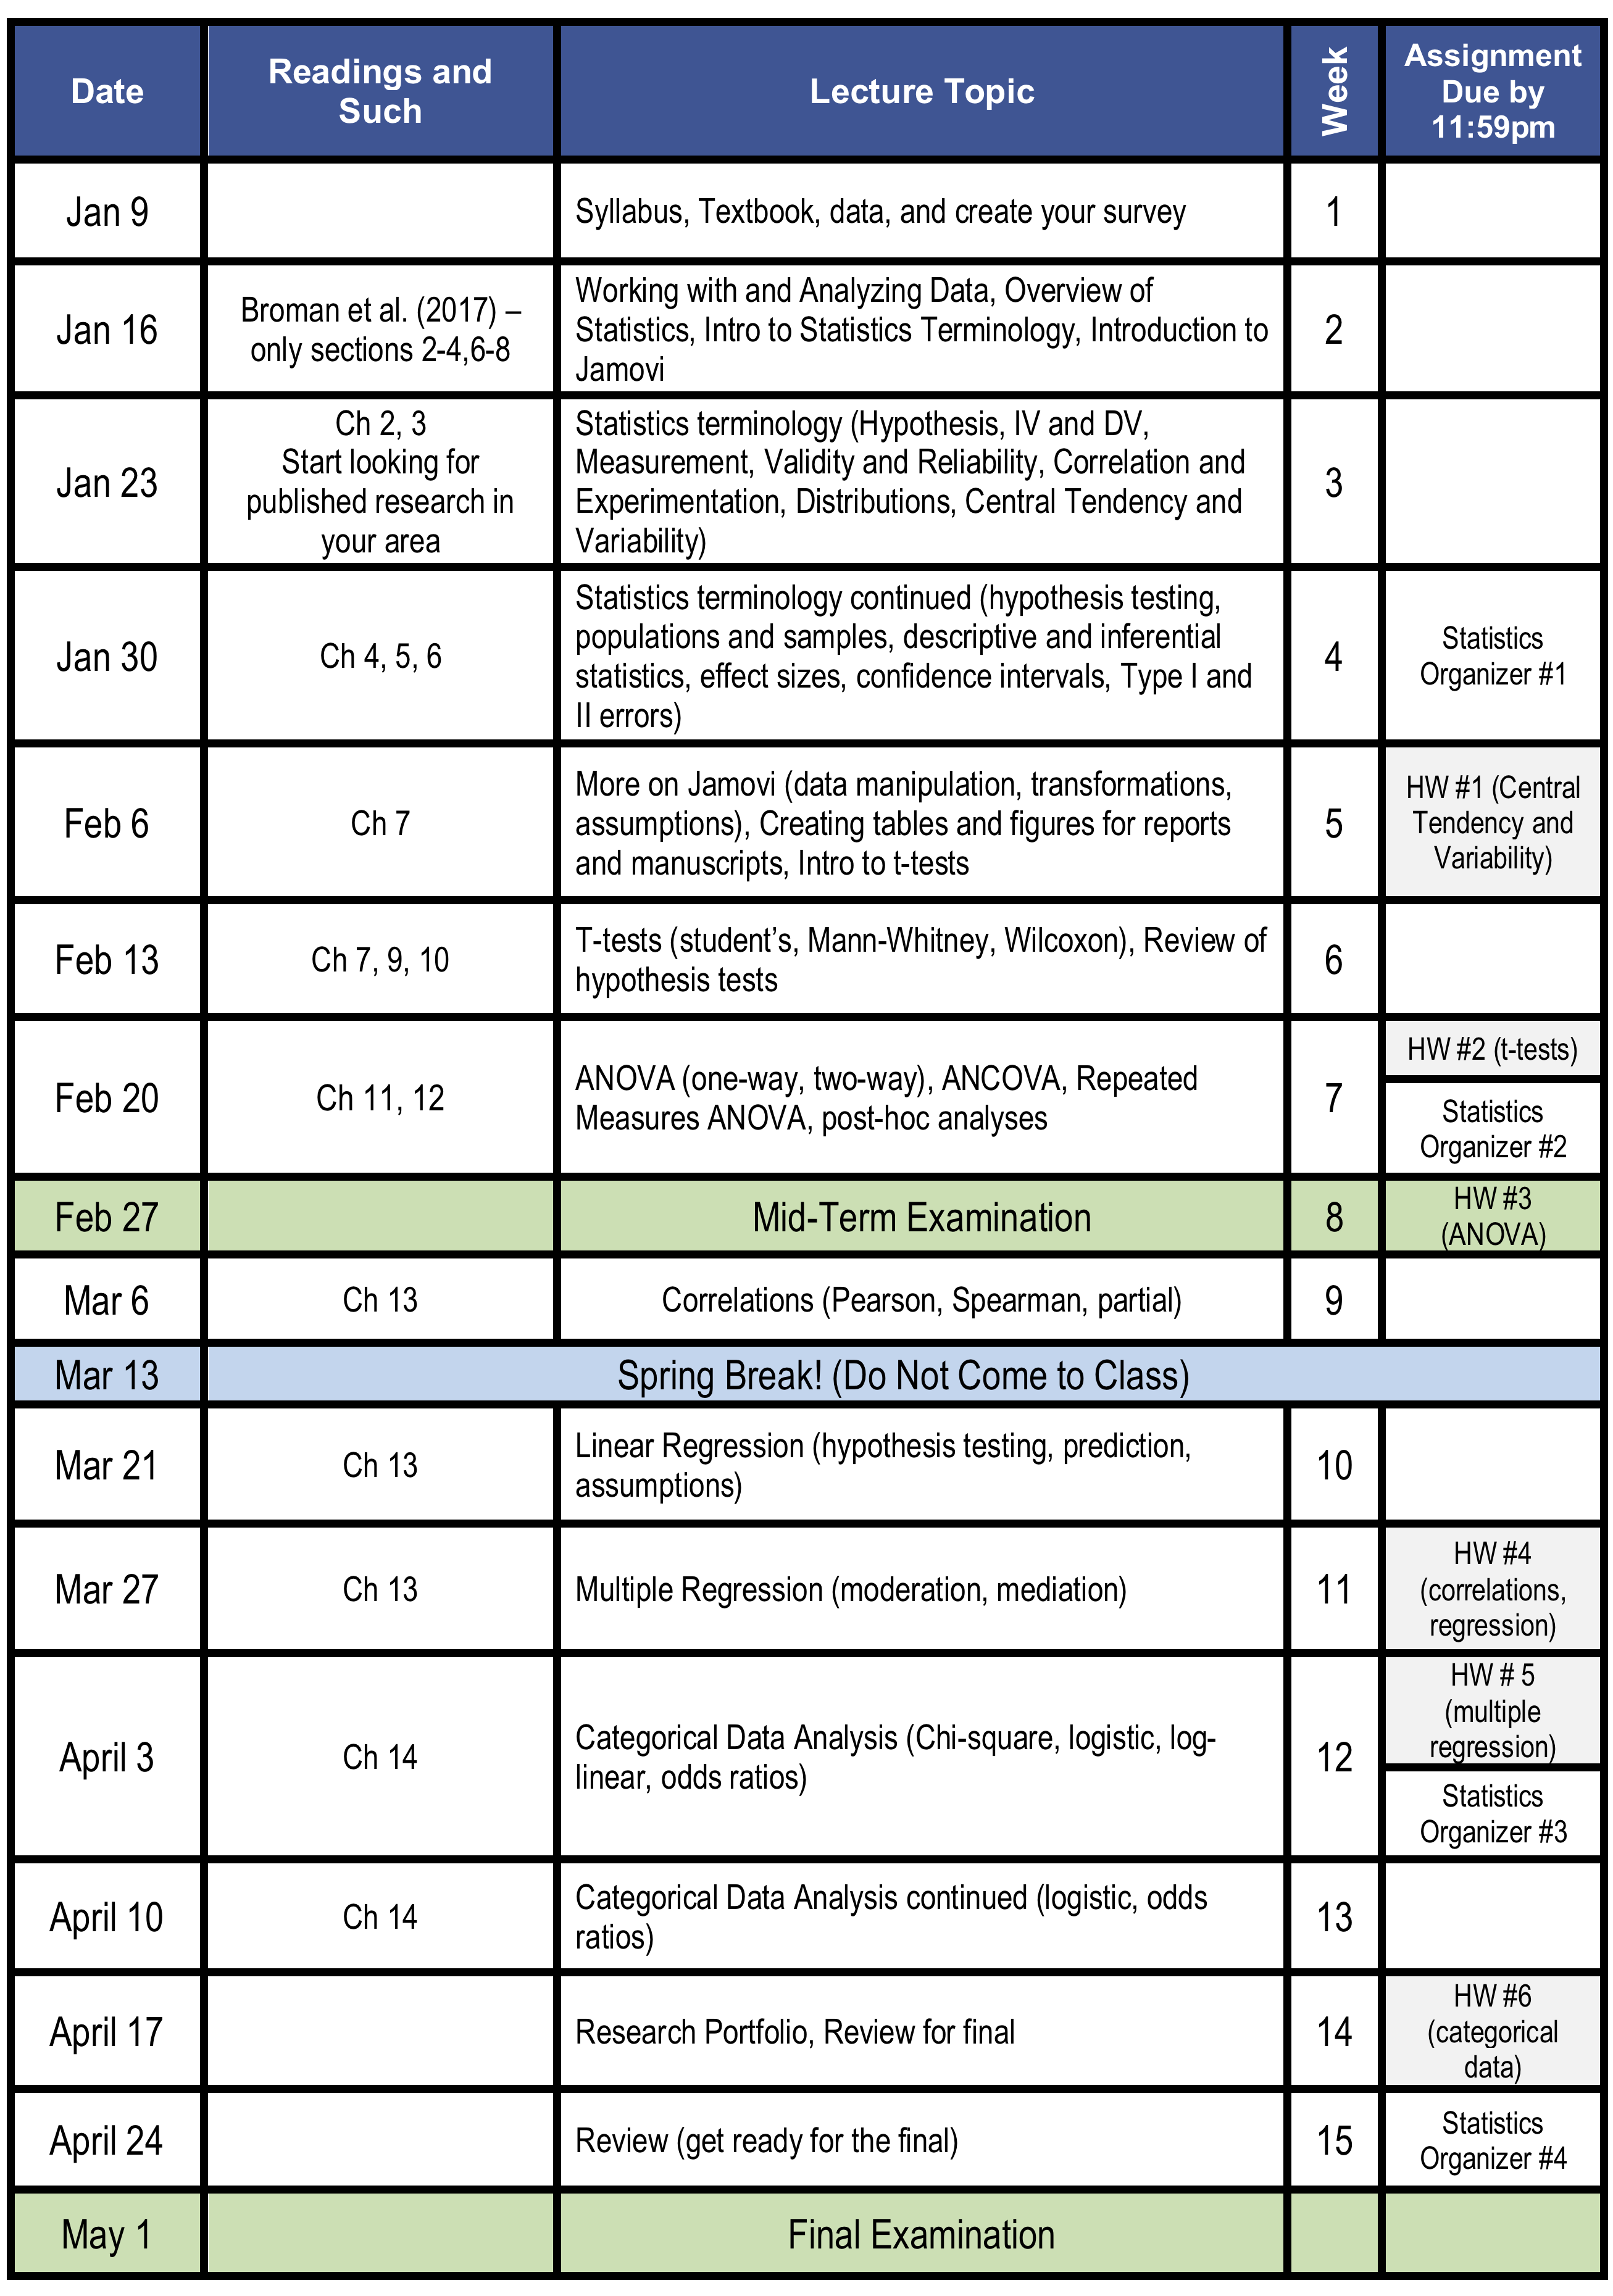 Date
Readings and
Such
Lecture Topic
Week
Assignment
Due by
11:59pm
Jan 9
Syllabus, Textbook, data, and create your survey
1
Jan 16
Broman et al. (2017) –
only sections 2-4,6-8
Working with and Analyzing Data, Overview of
Statistics, Intro to Statistics Terminology, Introduction to
Jamovi
2
Jan 23
Ch 2, 3
Start looking for
published research in
your area
Statistics terminology (Hypothesis, IV and DV,
Measurement, Validity and Reliability, Correlation and
Experimentation, Distributions, Central Tendency and
Variability)
3
Jan 30
Ch 4, 5, 6
Statistics terminology continued (hypothesis testing,
populations and samples, descriptive and inferential
statistics, effect sizes, confidence intervals, Type I and
II errors)
4
Statistics
Organizer #1
Feb 6
Ch 7
More on Jamovi (data manipulation, transformations,
assumptions), Creating tables and figures for reports
and manuscripts, Intro to t-tests
5
HW #1 (Central
Tendency and
Variability)
Feb 13
Ch 7, 9, 10
T-tests (student’s, Mann-Whitney, Wilcoxon), Review of
hypothesis tests
6
Feb 20
Ch 11, 12
ANOVA (one-way, two-way), ANCOVA, Repeated
Measures ANOVA, post-hoc analyses
7
HW #2 (t-tests)
Statistics
Organizer #2
Feb 27
Mid-Term Examination
8
HW #3
(ANOVA)
Mar 6
Ch 13
Correlations (Pearson, Spearman, partial)
9
Mar 13
Spring Break! (Do Not Come to Class)
Mar 21
Ch 13
Linear Regression (hypothesis testing, prediction,
assumptions)
10
Mar 27
Ch 13
Multiple Regression (moderation, mediation)
11
HW #4
(correlations,
regression)
April 3
Ch 14
Categorical Data Analysis (Chi-square, logistic, log-
linear, odds ratios)
12
HW # 5
(multiple
regression)
Statistics
Organizer #3
April 10
Ch 14
Categorical Data Analysis continued (logistic, odds
ratios)
13
April 17
Research Portfolio, Review for final
14
HW #6
(categorical
data)
April 24
Review (get ready for the final)
15
Statistics
Organizer #4
May 1
Final Examination